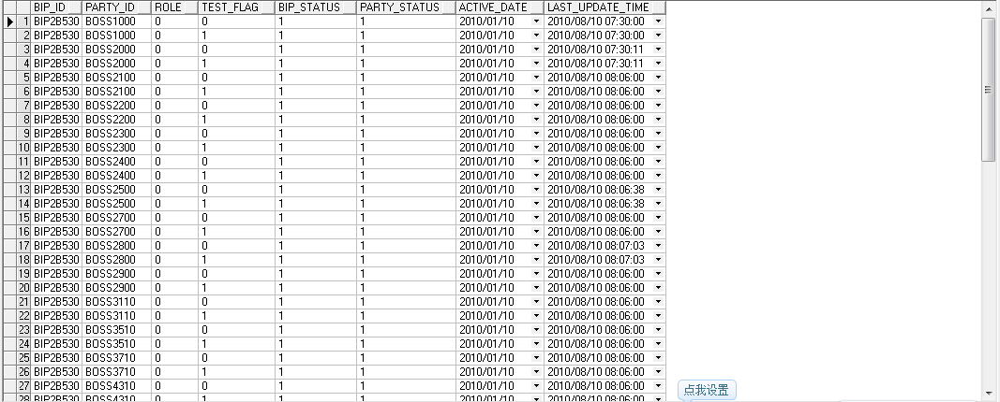 BIP_ID PARTY_ID ROLE TEST_FLAG BIP_STATUS PARTY_STATUS ACTIVE_DATE LAST_UPDATE_TIME
1 BIP2B530 BOSS1000 0 0 1 1 2010/01/10 2010/08/10 07:30:00
2 BIP2B530 BOSS1000 0 1 1 1 2010/01/10 2010/08/10 07:30:00
3 BIP2B530 BOSS2000 0 0 1 1 2010/01/10 2010/08/10 07:30:11
4 BIP2B530 BOSS2000 0 1 1 1 2010/01/10 2010/08/10 07:30:11
5 BIP2B530 BOSS2100 0 0 1 1 2010/01/10 2010/08/10 08:06:00
6 BIP2B530 BOSS2100 0 1 1 1 2010/01/10 2010/08/10 08:06:00
7 BIP2B530 BOSS2200 0 0 1 1 2010/01/10 2010/08/10 08:06:00
8 BIP2B530 BOSS2200 0 1 1 1 2010/01/10 2010/08/10 08:06:00
9 BIP2B530 BOSS2300 0 0 1 1 2010/01/10 2010/08/10 08:06:00
10 BIP2B530 BOSS2300 0 1 1 1 2010/01/10 2010/08/10 08:06:00
11 BIP2B530 BOSS2400 0 0 1 1 2010/01/10 2010/08/10 08:06:00
12 BIP2B530 BOSS2400 0 1 1 1 2010/01/10 2010/08/10 08:06:00
13 BIP2B530 BOSS2500 0 0 1 1 2010/01/10 2010/08/10 08:06:38
14 BIP2B530 BOSS2500 0 1 1 1 2010/01/10 2010/08/10 08:06:38
15 BIP2B530 BOSS2700 0 0 1 1 2010/01/10 2010/08/10 08:06:00
16 BIP2B530 BOSS2700 0 1 1 1 2010/01/10 2010/08/10 08:06:00
17 BIP2B530 BOSS2800 0 0 1 1 2010/01/10 2010/08/10 08:07:03
18 BIP2B530 BOSS2800 0 1 1 1 2010/01/10 2010/08/10 08:07:03
19 BIP2B530 BOSS2900 0 0 1 1 2010/01/10 2010/08/10 08:06:00
20 BIP2B530 BOSS2900 0 1 1 1 2010/01/10 2010/08/10 08:06:00
21 BIP2B530 BOSS3110 0 0 1 1 2010/01/10 2010/08/10 08:06:00
22 BIP2B530 BOSS3110 0 1 1 1 2010/01/10 2010/08/10 08:06:00
23 BIP2B530 BOSS3510 0 0 1 1 2010/01/10 2010/08/10 08:06:00
24 BIP2B530 BOSS3510 0 1 1 1 2010/01/10 2010/08/10 08:06:00
25 BIP2B530 BOSS3710 0 0 1 1 2010/01/10 2010/08/10 08:06:00
26 BIP2B530 BOSS3710 0 1 1 1 2010/01/10 2010/08/10 08:06:00
27 BIP2B530 BOSS4310 0 0 1 1 2010/01/10 2010/08/10 08:06:00
28 BIP2B530 BOSS4310 0 1 1 1 2010/01/10 2010/08/10 08:06:00
点我设置